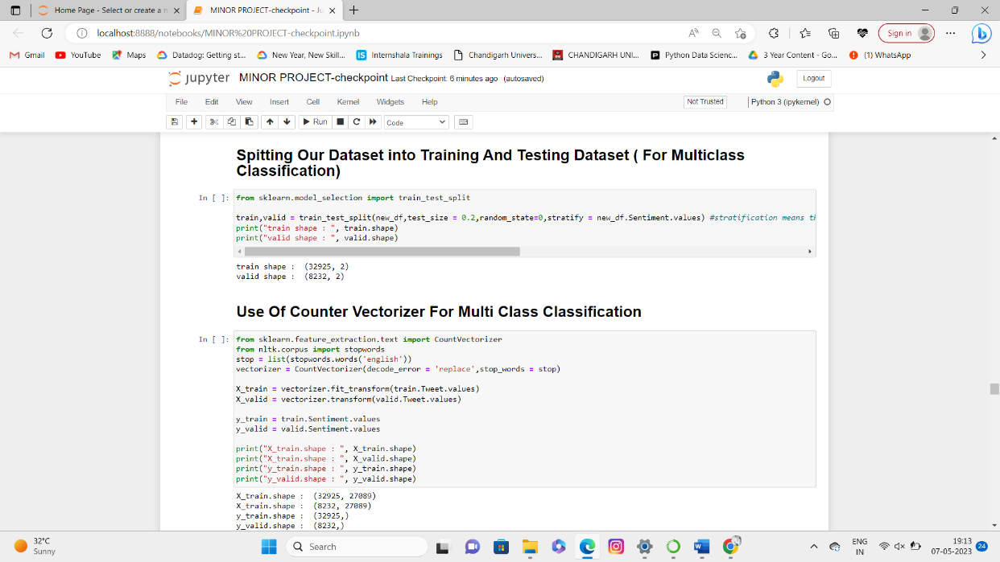 Home Page - Select or create a n
MINOR PROJECT-checkpoint - Ju
localhost:8888/notebooks/MINOR%20PROJECT-checkpoint.ipynb
Sign in
Gmail
YouTube
Maps
Datadog: Getting st...
New Year, New Skill...
IS
Internshala Trainings
Chandigarh Univers...
CHANDIGARH UNI...
Python Data Scienc...
3 Year Content - Go...
(1) WhatsApp
jupyter
MINOR PROJECT-checkpoint Last Checkpoint: 6 minutes ago (autosaved)
Logout
File Edit View Insert Cell Kernel Widgets Help
Not Trusted
Python 3 (ipykernel)
Run
Code
Spitting Our Dataset into Training And Testing Dataset ( For Multiclass
Classification)
In [ ]:
from sklearn.model_selection import train_test_split
train,valid = train_test_split(new_df,test_size = 0.2,random_state=0,stratify = new_df.Sentiment.values) #stratification means th
print("train shape : ", train.shape)
print("valid shape : ", valid.shape)
train shape :  (32925, 2)
valid shape :  (8232, 2)
Use Of Counter Vectorizer For Multi Class Classification
In [ ]:
from sklearn.feature_extraction.text import CountVectorizer
from nltk.corpus import stopwords
stop = list(stopwords.words('english'))
vectorizer = CountVectorizer(decode_error = 'replace',stop_words = stop)
X_train = vectorizer.fit_transform(train.Tweet.values)
X_valid = vectorizer.transform(valid.Tweet.values)
y_train = train.Sentiment.values
y_valid = valid.Sentiment.values
print("X_train.shape : ", X_train.shape)
print("X_train.shape : ", X_valid.shape)
print("y_train.shape : ", y_train.shape)
print("y_valid.shape : ", y_valid.shape)
X_train.shape :  (32925, 27089)
X_train.shape :  (8232, 27089)
y_train.shape :  (32925,)
y_valid.shape :  (8232,)
32°C
Sunny
Search
ENG
IN
19:13
07-05-2023
24